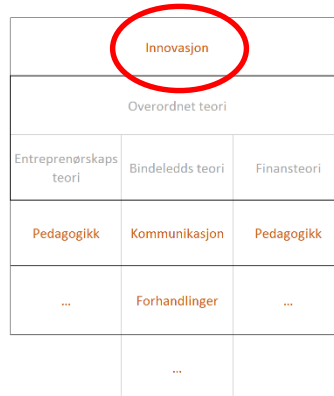 Innovasjon
Overordnet teori
Entreprenørskaps
teori
Bindeledds teori
Finansteori
Pedagogikk
Kommunikasjon
Pedagogikk
...
Forhandlinger
...
...